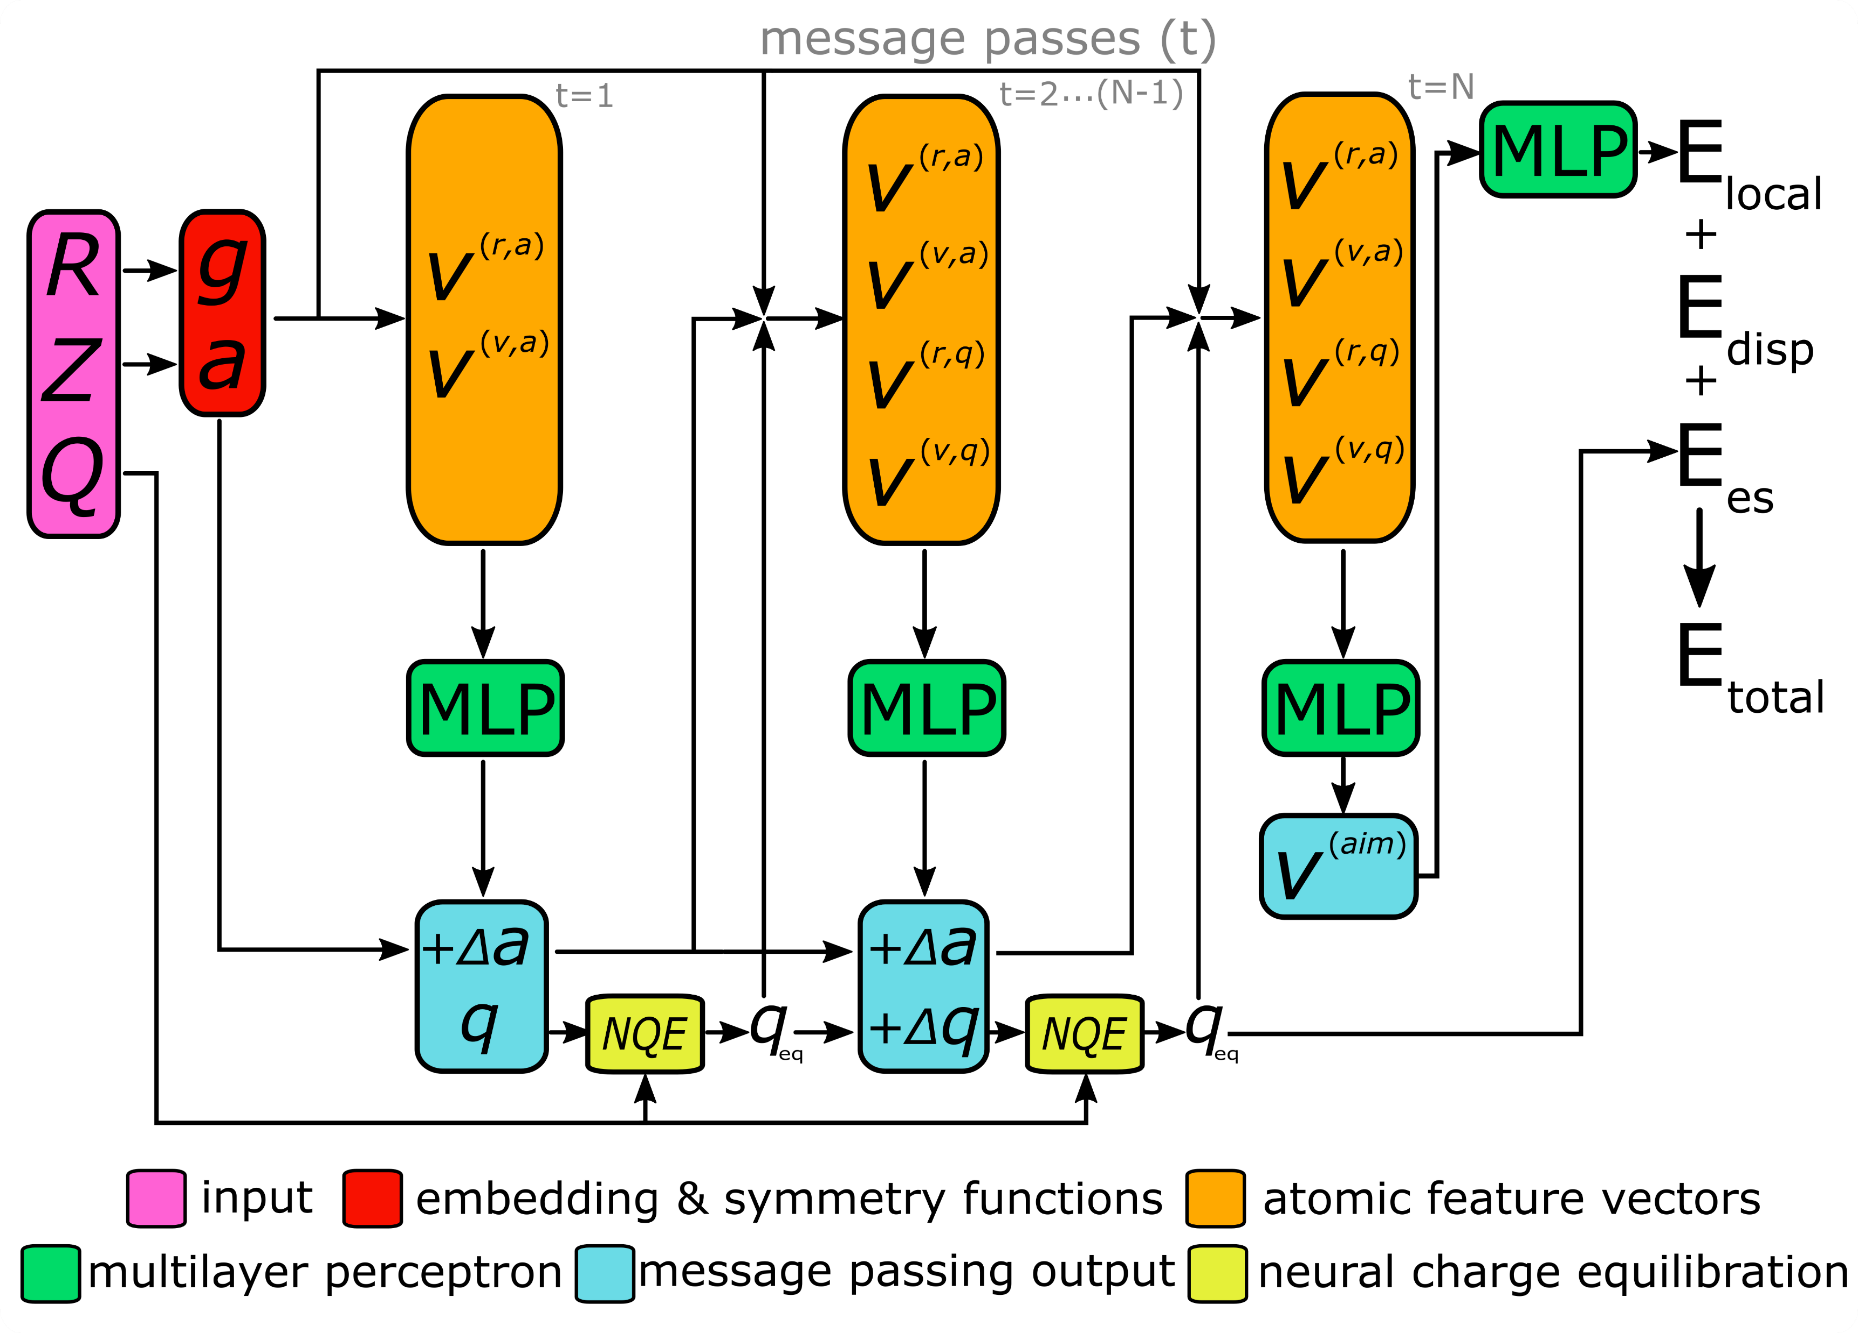 message passes (t)
t=1
t=2...(N-1)
t=N
R
Z
Q
g
a
v(r,a)
v(v,a)
v(r,a)
v(v,a)
v(r,q)
v(v,q)
v(r,a)
v(v,a)
v(r,q)
v(v,q)
MLP
E local
+
E disp
+
E es
E total
MLP
MLP
MLP
v(aim)
+Δa
q
NQE
q eq
+Δa
+Δq
NQE
q eq
input
embedding & symmetry functions
atomic feature vectors
multilayer perceptron
message passing output
neural charge equilibration